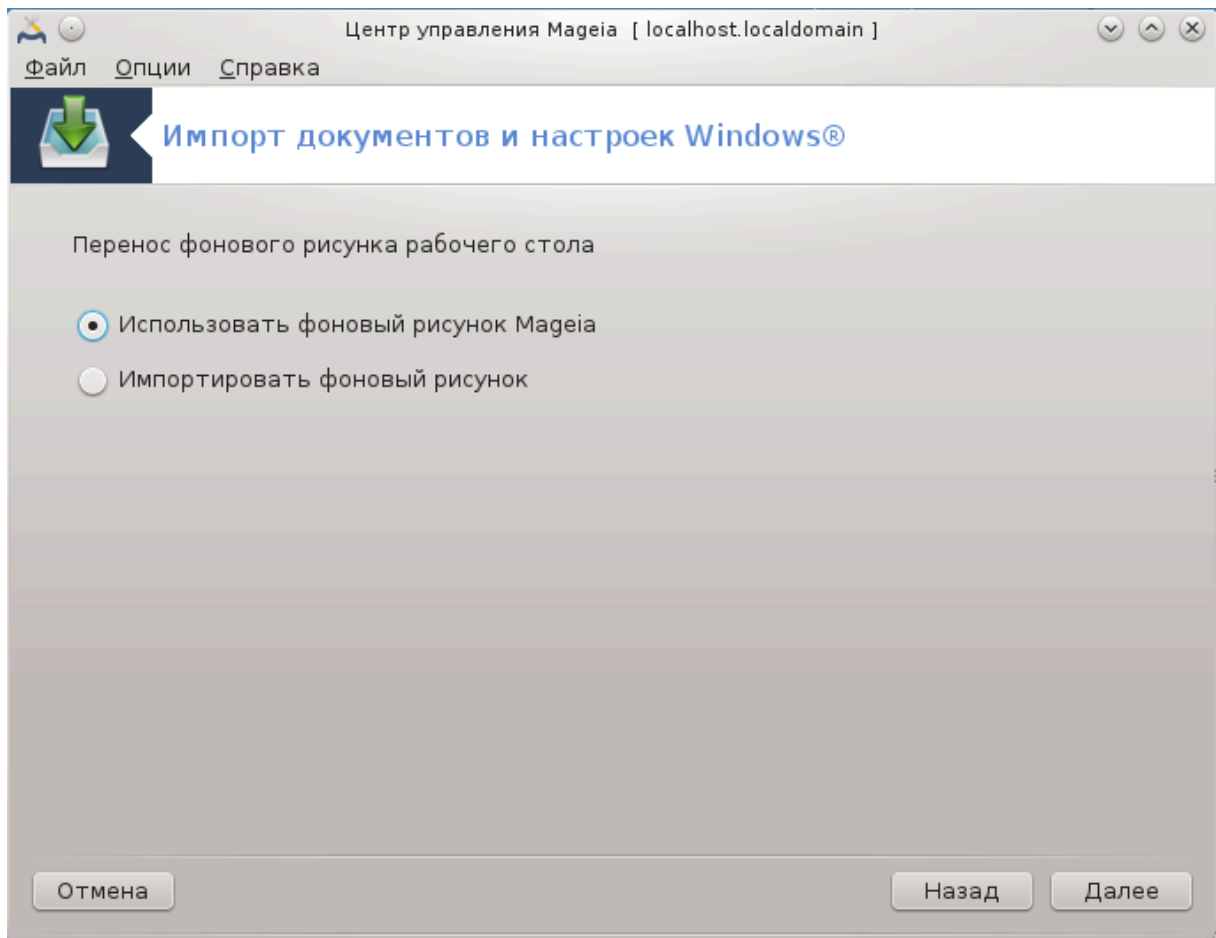 Центр управления Mageia [ localhost.localdomain ]
Файл Опции Справка
Импорт документов и настроек Windows®
Перенос фонового рисунка рабочего стола
Использовать фоновый рисунок Mageia
Импортировать фоновый рисунок
Отмена Назад Далее